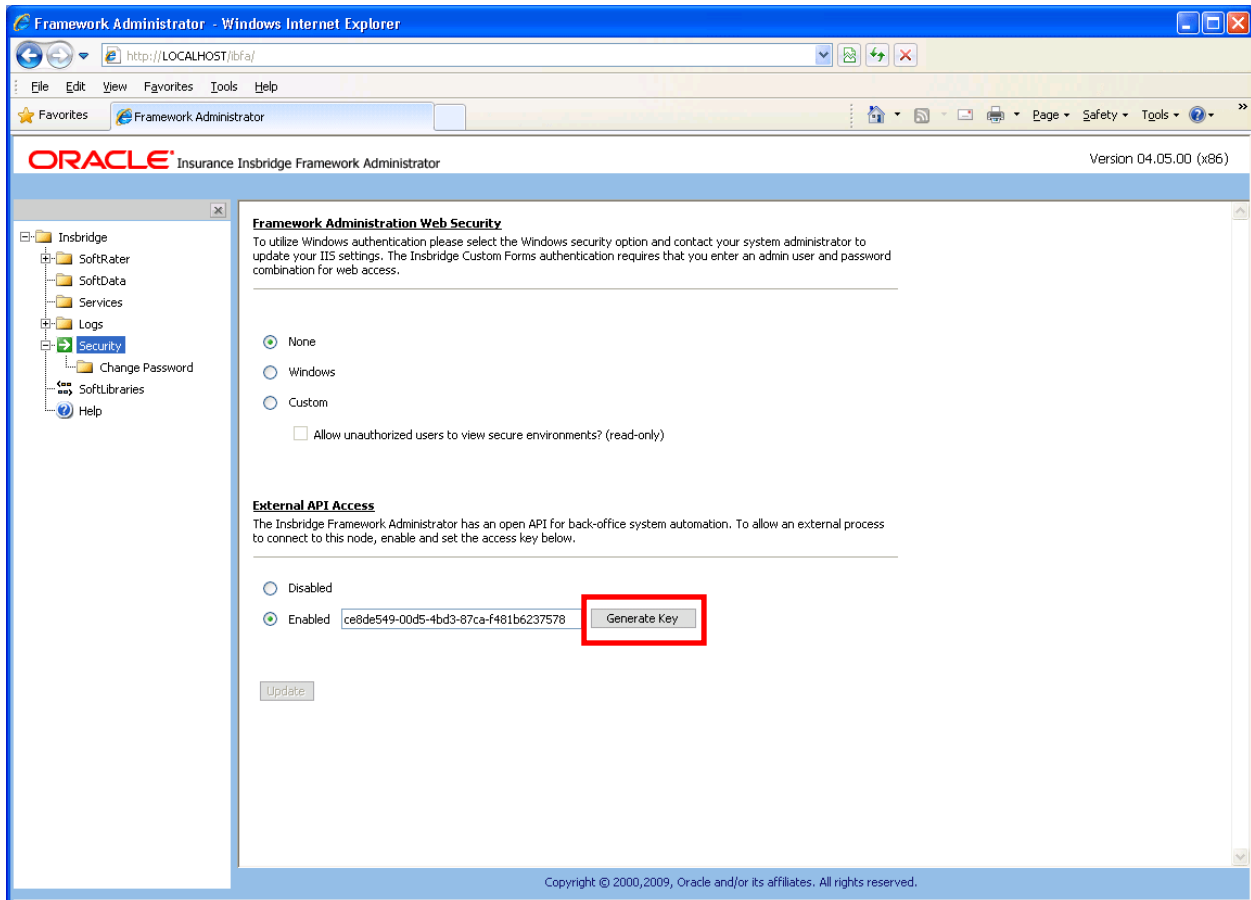 Framework Administrator - Windows Internet Explorer
http://LOCALHOST/ibfa/
File Edit View Favorites Tools Help
Favorites Framework Administrator Page Safety Tools »
ORACLE Insurance Insbridge Framework Administrator Version 04.05.00 (x86)
Insbridge
SoftRater
SoftData
Services
Logs
Security
Change Password
SoftLibraries
Help
Framework Administration Web Security
To utilize Windows authentication please select the Windows security option and contact your system administrator to
update your IIS settings. The Insbridge Custom Forms authentication requires that you enter an admin user and password
combination for web access.
None
Windows
Custom
Allow unauthorized users to view secure environments? (read-only)
External API Access
The Insbridge Framework Administrator has an open API for back-office system automation. To allow an external process
to connect to this node, enable and set the access key below.
Disabled
Enabled ce8de549-00d5-4bd3-87ca-f481b6237578 Generate Key
Update
Copyright © 2000,2009, Oracle and/or its affiliates. All rights reserved.